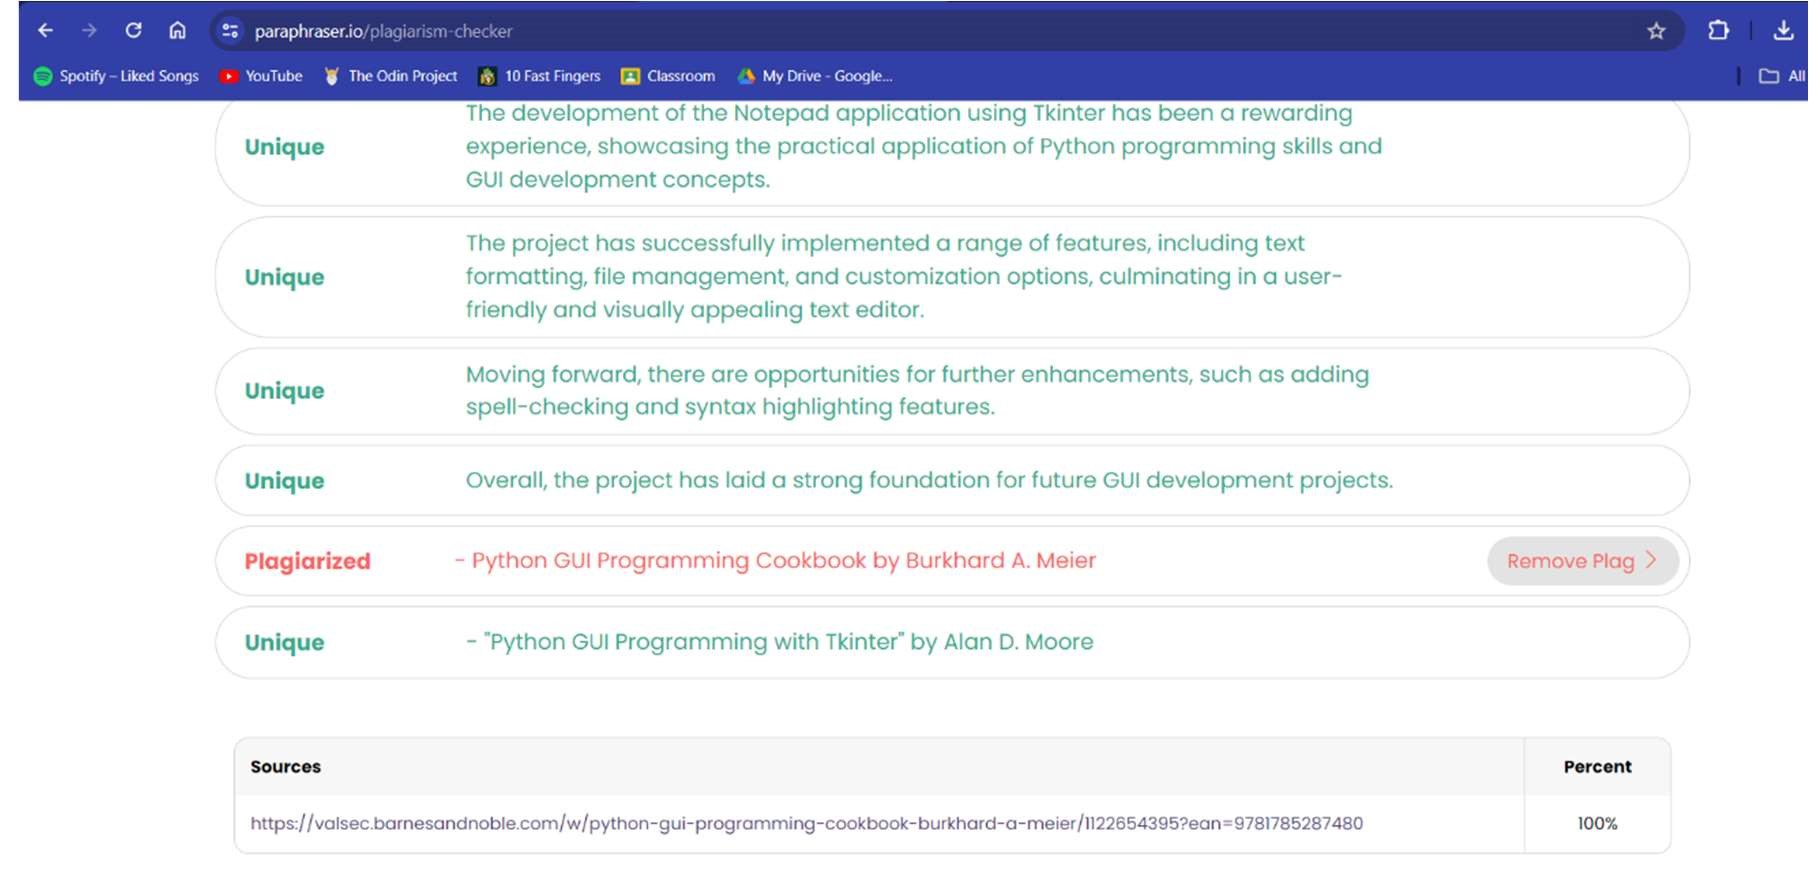 paraphraser.io/plagiarism-checker
Spotify – Liked Songs YouTube The Odin Project 10 Fast Fingers Classroom My Drive - Google... All
Unique
The development of the Notepad application using Tkinter has been a rewarding
experience, showcasing the practical application of Python programming skills and
GUI development concepts.
Unique
The project has successfully implemented a range of features, including text
formatting, file management, and customization options, culminating in a user-
friendly and visually appealing text editor.
Unique
Moving forward, there are opportunities for further enhancements, such as adding
spell-checking and syntax highlighting features.
Unique Overall, the project has laid a strong foundation for future GUI development projects.
Plagiarized - Python GUI Programming Cookbook by Burkhard A. Meier Remove Plag >
Unique - "Python GUI Programming with Tkinter" by Alan D. Moore
Sources Percent
https://valsec.barnesandnoble.com/w/python-gui-programming-cookbook-burkhard-a-meier/1122654395?ean=9781785287480 100%